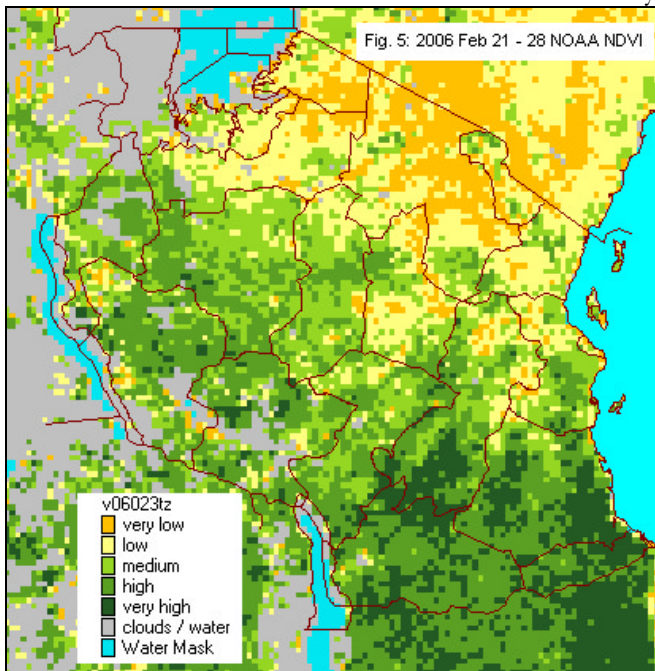 Fig. 5: 2006 Feb 21 - 28 NOAA NDVI
v06023tz
very low
low
medium
high
very high
clouds / water
Water Mask